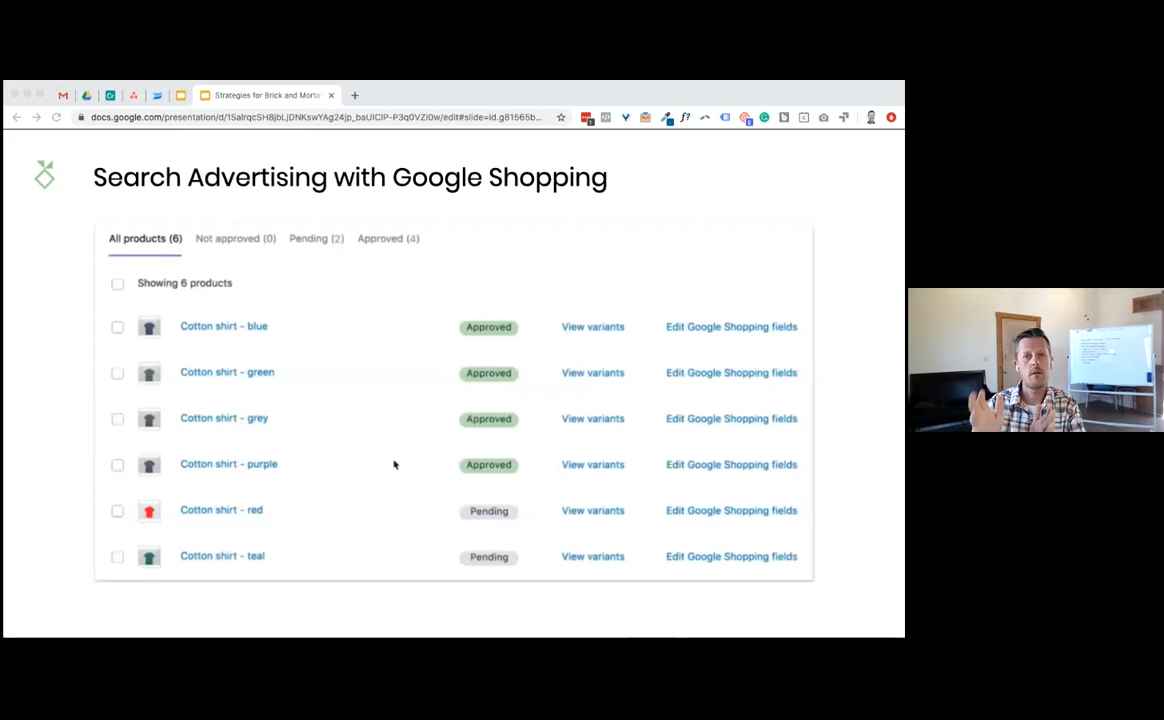 Strategies for Brick and Morta
docs.google.com/presentation/d/1SalrqcSH8jbLjDNKswYAg24jp_baUlCIP-P3q0VZi0w/edit#slide=id.g81565b...
Search Advertising with Google Shopping
All products (6) Not approved (0) Pending (2) Approved (4)
Showing 6 products
Cotton shirt - blue Approved View variants Edit Google Shopping fields
Cotton shirt - green Approved View variants Edit Google Shopping fields
Cotton shirt - grey Approved View variants Edit Google Shopping fields
Cotton shirt - purple Approved View variants Edit Google Shopping fields
Cotton shirt - red Pending View variants Edit Google Shopping fields
Cotton shirt - teal Pending View variants Edit Google Shopping fields